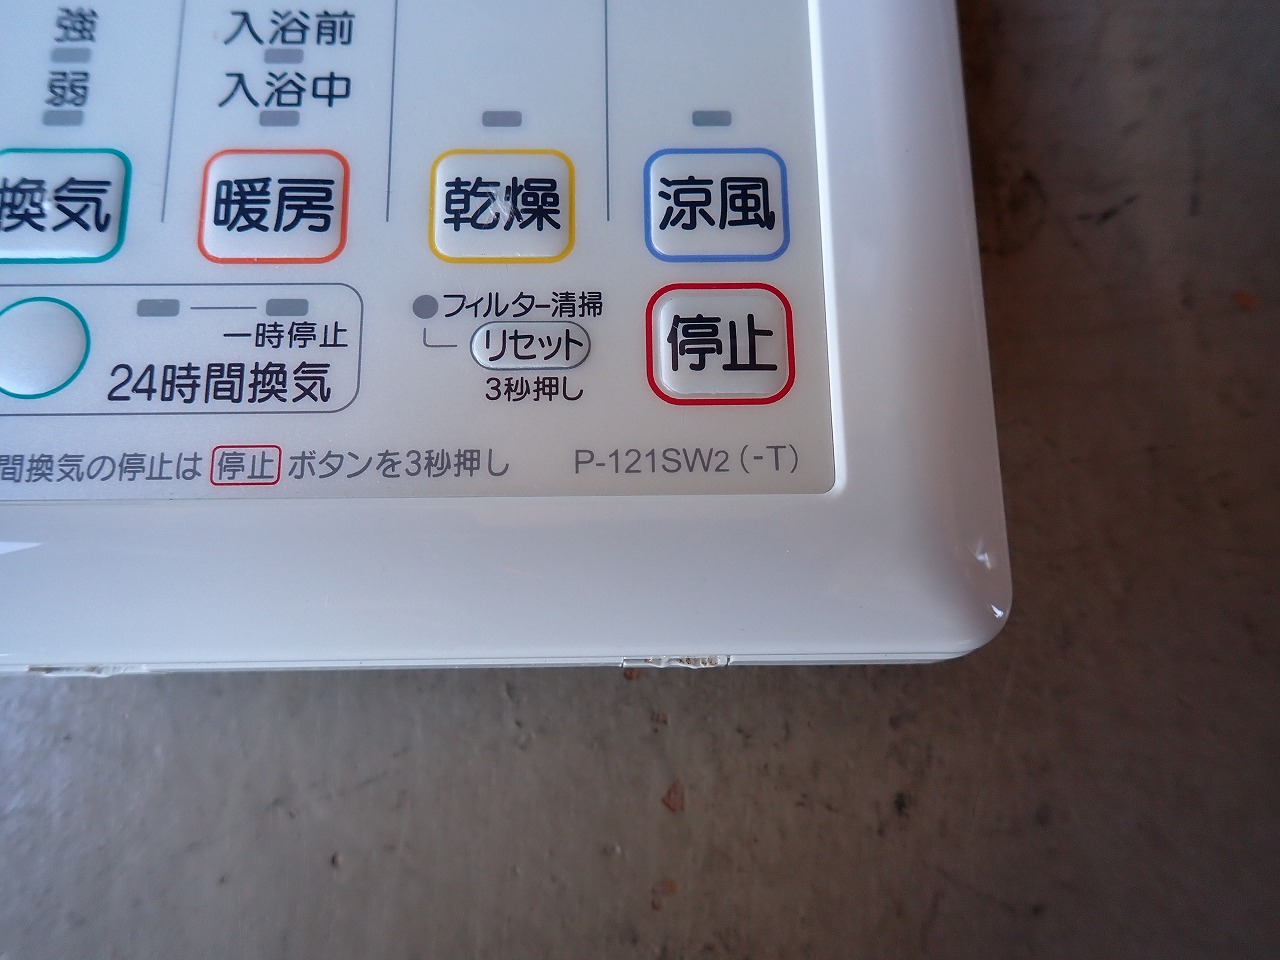 強
弱
入浴前
入浴中
換気
暖房
乾燥
涼風
一時停止
24時間換気
●フィルター清掃
リセット
3秒押し
停止
間換気の停止は 停止 ボタンを3秒押し
P-121SW2(-T)